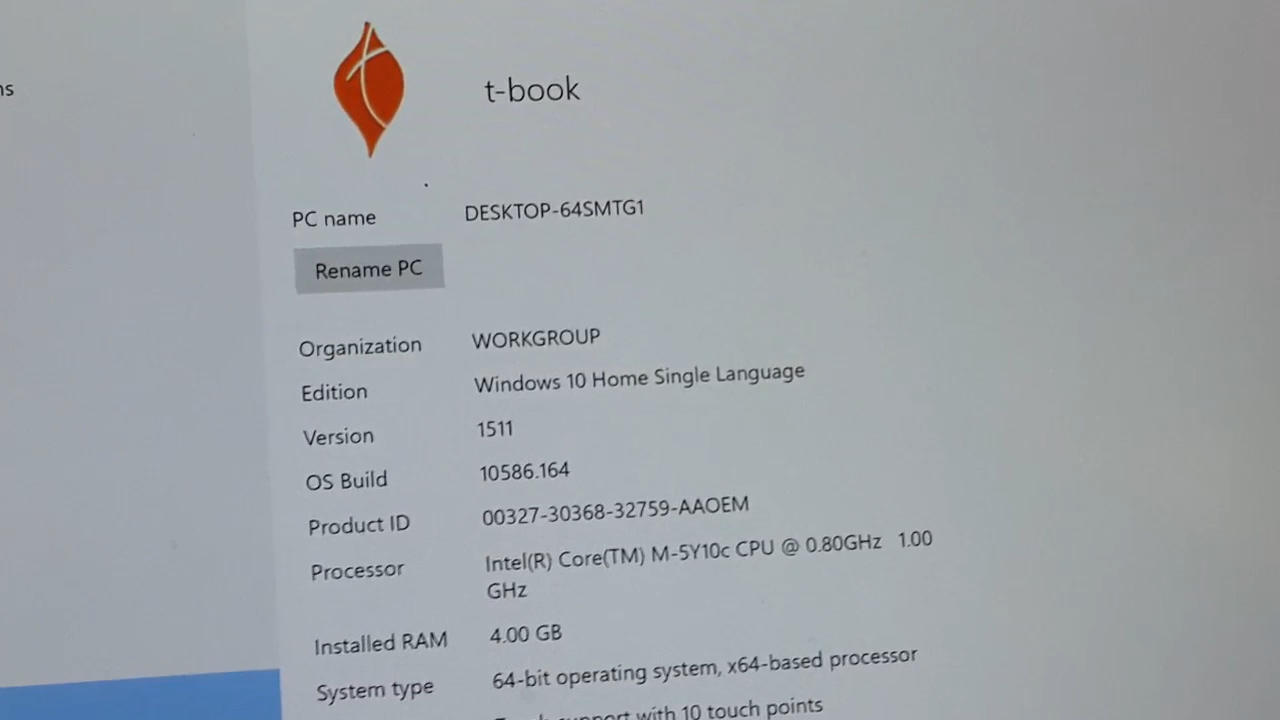 ns
t-book
PC name DESKTOP-64SMTG1
Rename PC
Organization WORKGROUP
Edition Windows 10 Home Single Language
Version 1511
OS Build 10586.164
Product ID 00327-30368-32759-AAOEM
Processor Intel(R) Core(TM) M-5Y10c CPU @ 0.80GHz 1.00
GHz
Installed RAM 4.00 GB
System type 64-bit operating system, x64-based processor
support with 10 touch points